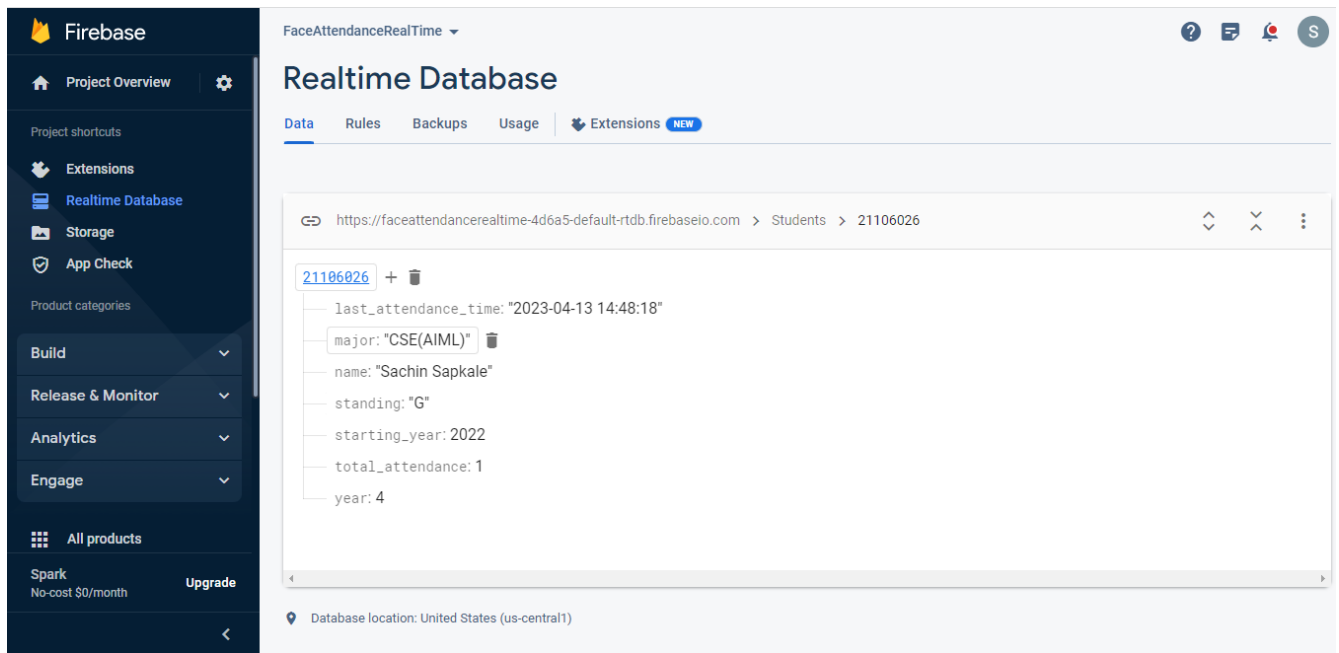 Firebase
Project Overview
Project shortcuts
Extensions
Realtime Database
Storage
App Check
Product categories
Build
Release & Monitor
Analytics
Engage
All products
Spark
No-cost $0/month
Upgrade
FaceAttendanceRealTime
S
Realtime Database
Data Rules Backups Usage Extensions NEW
https://faceattendancerealtime-4d6a5-default-rtdb.firebaseio.com > Students > 21106026
21106026
last_attendance_time: "2023-04-13 14:48:18"
major: "CSE(AIML)"
name: "Sachin Sapkale"
standing: "G"
starting_year: 2022
total_attendance: 1
year: 4
Database location: United States (us-central1)